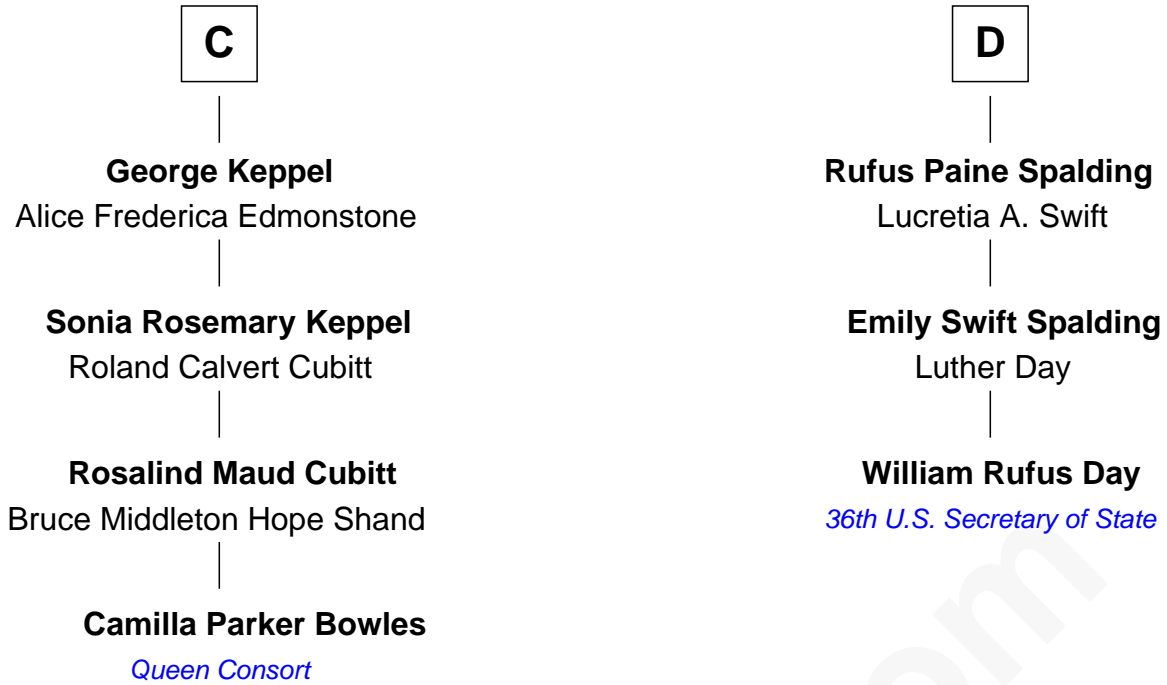 C
George Keppel
Alice Frederica Edmonstone
Sonia Rosemary Keppel
Roland Calvert Cubitt
Rosalind Maud Cubitt
Bruce Middleton Hope Shand
Camilla Parker Bowles
Queen Consort
D
Rufus Paine Spalding
Lucretia A. Swift
Emily Swift Spalding
Luther Day
William Rufus Day
36th U.S. Secretary of State
om